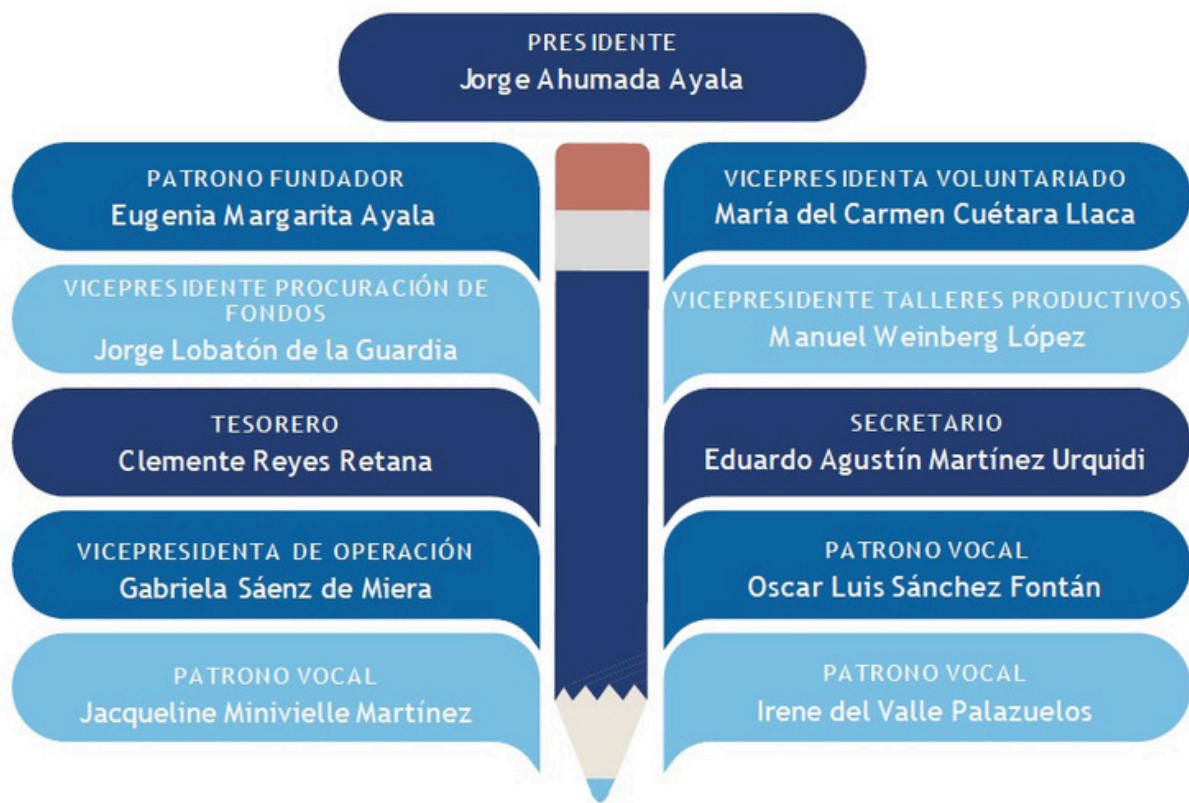 PRESIDENTE
Jorge Ahumada Ayala
PATRONO FUNDADOR
Eugenia Margarita Ayala
VICEPRESIDENTA VOLUNTARIADO
María del Carmen Cuétara Llaca
VICEPRESIDENTE PROCURACIÓN DE
FONDOS
Jorge Lobatón de la Guardia
VICEPRESIDENTE TALLERES PRODUCTIVOS
Manuel Weinberg López
TESORERO
Clemente Reyes Retana
SECRETARIO
Eduardo Agustín Martínez Urquidi
VICEPRESIDENTA DE OPERACIÓN
Gabriela Sáenz de Miera
PATRONO VOCAL
Oscar Luis Sánchez Fontán
PATRONO VOCAL
Jacqueline Minivielle Martínez
PATRONO VOCAL
Irene del Valle Palazuelos